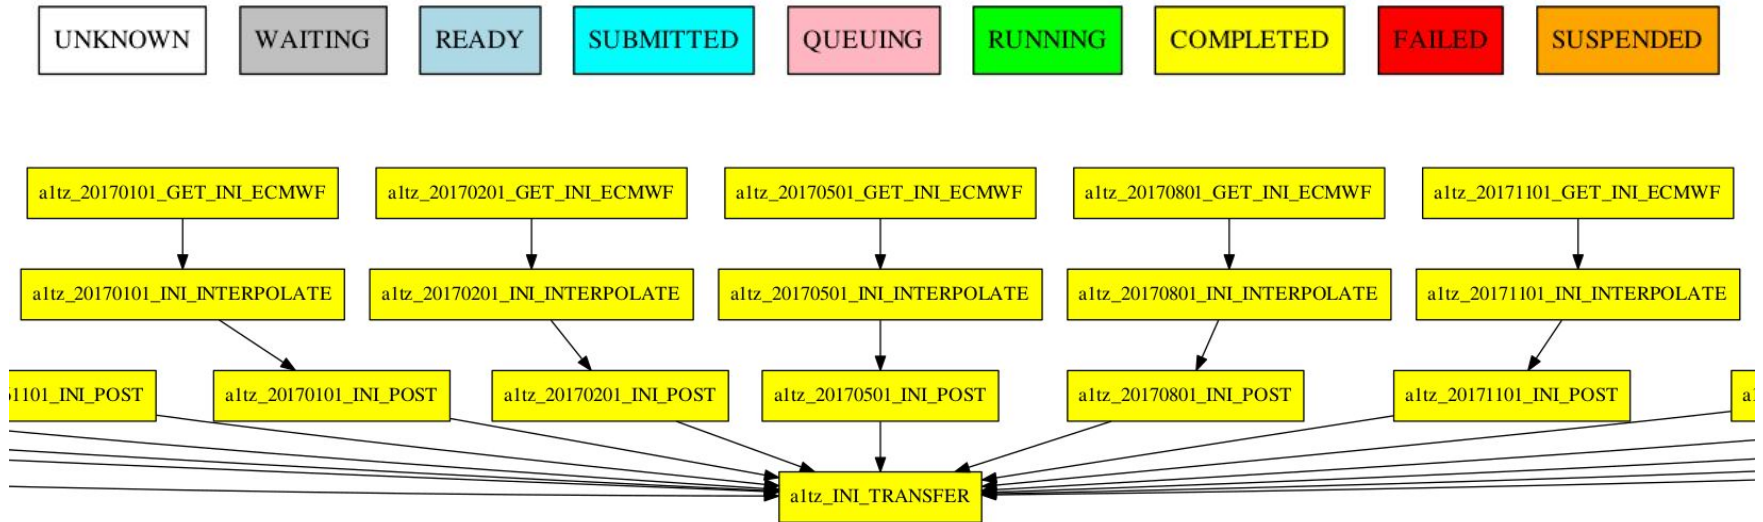 UNKNOWN WAITING READY SUBMITTED QUEUING RUNNING COMPLETED FAILED SUSPENDED
a1tz_20170101_GET_INI_ECMWF a1tz_20170201_GET_INI_ECMWF a1tz_20170501_GET_INI_ECMWF a1tz_20170801_GET_INI_ECMWF a1tz_20171101_GET_INI_ECMWF
a1tz_20170101_INI_INTERPOLATE a1tz_20170201_INI_INTERPOLATE a1tz_20170501_INI_INTERPOLATE a1tz_20170801_INI_INTERPOLATE a1tz_20171101_INI_INTERPOLATE
1101_INI_POST a1tz_20170101_INI_POST a1tz_20170201_INI_POST a1tz_20170501_INI_POST a1tz_20170801_INI_POST a1tz_20171101_INI_POST
a1tz_INI_TRANSFER